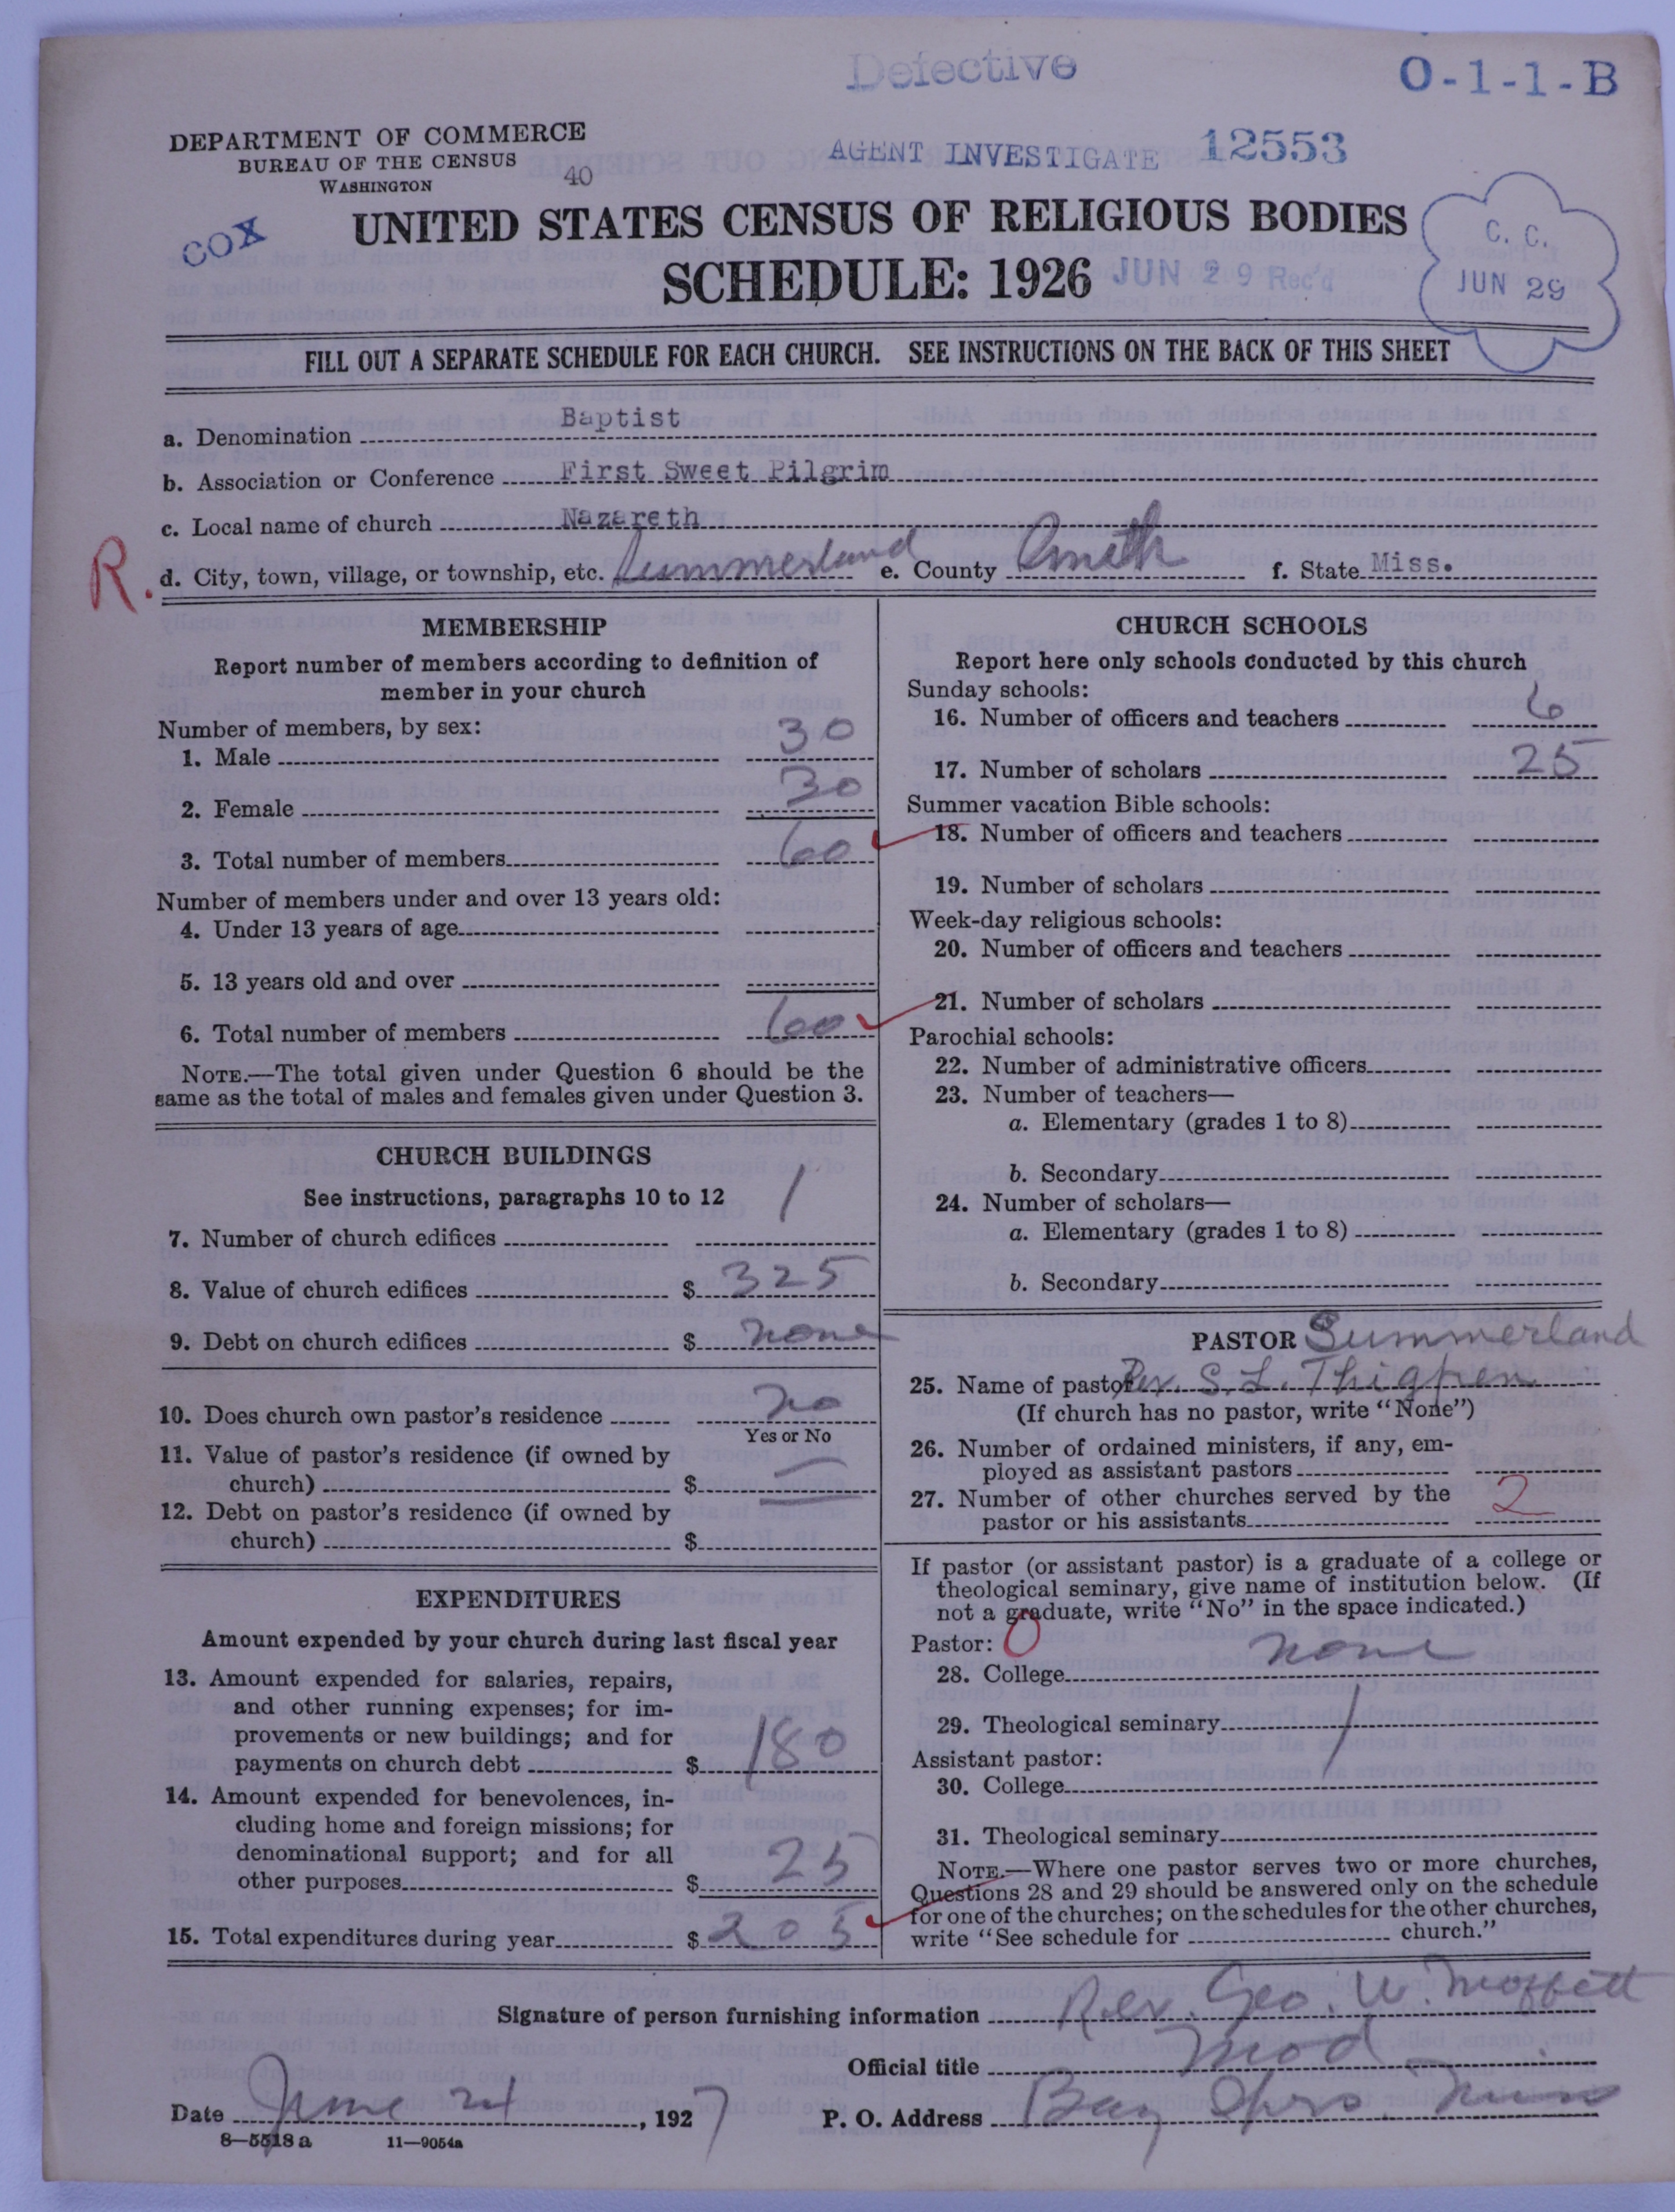 Defective
O-1-1-B
DEPARTMENT OF COMMERCE
BUREAU OF THE CENSUS
WASHINGTON
40
AGENT INVESTIGATE 12553
COX
UNITED STATES CENSUS OF RELIGIOUS BODIES
SCHEDULE: 1926
JUN 29 Rec'd
C. C.
JUN 29
FILL OUT A SEPARATE SCHEDULE FOR EACH CHURCH. SEE INSTRUCTIONS ON THE BACK OF THIS SHEET
a. Denomination Baptist
b. Association or Conference First Sweet Pilgrim
c. Local name of church Nazareth
R.
d. City, town, village, or township, etc. Summerland e. County Smith f. State Miss.
MEMBERSHIP
Report number of members according to definition of
member in your church
Number of members, by sex:
1. Male 30
2. Female 30
3. Total number of members 60
Number of members under and over 13 years old:
4. Under 13 years of age
5. 13 years old and over
6. Total number of members 60
NOTE.—The total given under Question 6 should be the
same as the total of males and females given under Question 3.
CHURCH BUILDINGS
See instructions, paragraphs 10 to 12
7. Number of church edifices 1
8. Value of church edifices $ 325
9. Debt on church edifices $ none
10. Does church own pastor's residence no
Yes or No
11. Value of pastor's residence (if owned by
church) $ —
12. Debt on pastor's residence (if owned by
church) $
EXPENDITURES
Amount expended by your church during last fiscal year
13. Amount expended for salaries, repairs,
and other running expenses; for im-
provements or new buildings; and for
payments on church debt $ 180
14. Amount expended for benevolences, in-
cluding home and foreign missions; for
denominational support; and for all
other purposes $ 25
15. Total expenditures during year $ 205
CHURCH SCHOOLS
Report here only schools conducted by this church
Sunday schools:
16. Number of officers and teachers 6
17. Number of scholars 25
Summer vacation Bible schools:
18. Number of officers and teachers
19. Number of scholars
Week-day religious schools:
20. Number of officers and teachers
21. Number of scholars
Parochial schools:
22. Number of administrative officers
23. Number of teachers—
a. Elementary (grades 1 to 8)
b. Secondary
24. Number of scholars—
a. Elementary (grades 1 to 8)
b. Secondary
PASTOR Summerland
25. Name of pastor Rev. S. L. Thigpen
(If church has no pastor, write "None")
26. Number of ordained ministers, if any, em-
ployed as assistant pastors
27. Number of other churches served by the
pastor or his assistants 2
If pastor (or assistant pastor) is a graduate of a college or
theological seminary, give name of institution below. (If
not a graduate, write "No" in the space indicated.)
Pastor: 0
28. College none
29. Theological seminary
Assistant pastor:
30. College
31. Theological seminary
NOTE.—Where one pastor serves two or more churches,
Questions 28 and 29 should be answered only on the schedule
for one of the churches; on the schedules for the other churches,
write "See schedule for church."
Signature of person furnishing information Rev. Geo. W. Moffett
Official title Mod
Date June 24, 1927 P. O. Address Bay Sprs Miss
8—5518 a 11—9054a